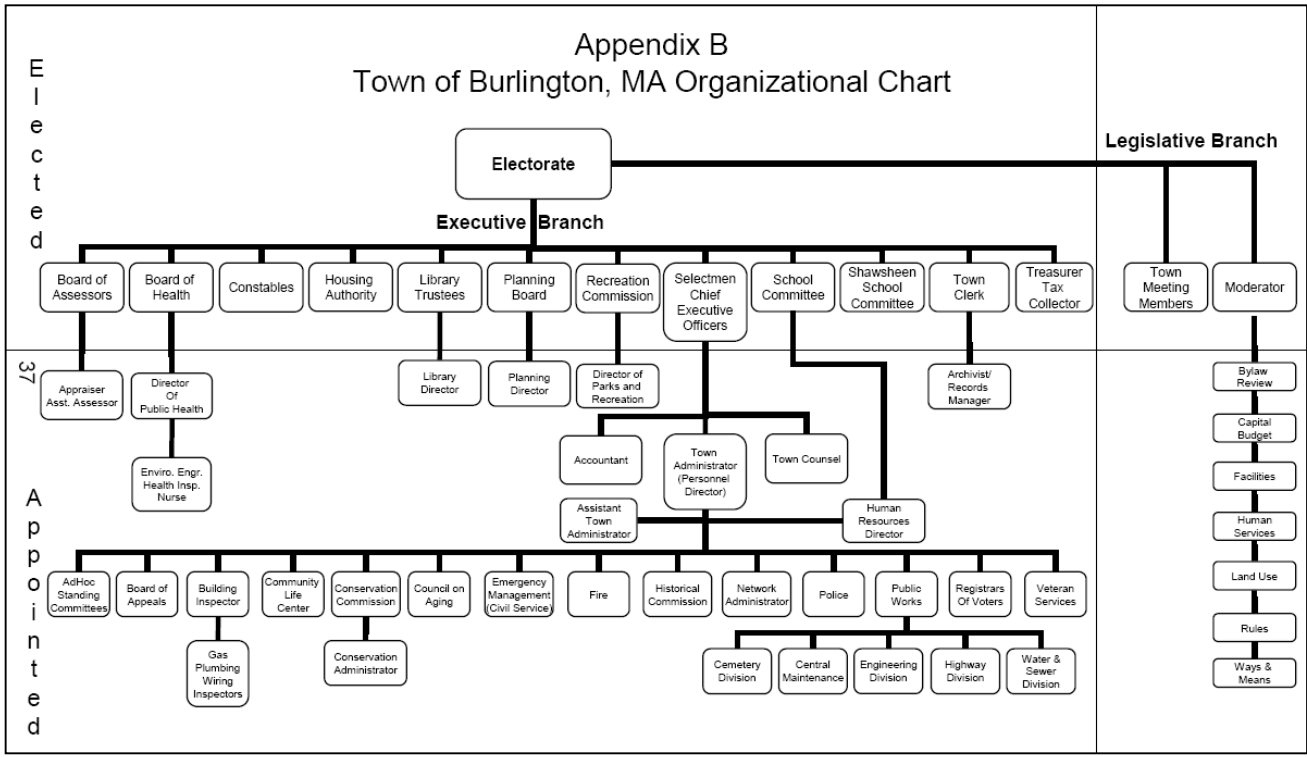 Appendix B
Town of Burlington, MA Organizational Chart
Elected
Electorate
Legislative Branch
Executive Branch
Board of
Assessors
Board of
Health
Constables
Housing
Authority
Library
Trustees
Planning
Board
Recreation
Commission
Selectmen
Chief
Executive
Officers
School
Committee
Shawsheen
School
Committee
Town
Clerk
Treasurer
Tax
Collector
Town
Meeting
Members
Moderator
37
Appointed
Appraiser
Asst. Assessor
Director
Of
Public Health
Library
Director
Planning
Director
Director of
Parks and
Recreation
Archivist/
Records
Manager
Bylaw
Review
Capital
Budget
Facilities
Human
Services
Land Use
Rules
Ways &
Means
Enviro. Engr.
Health Insp.
Nurse
Accountant
Town
Administrator
(Personnel
Director)
Town Counsel
Assistant
Town
Administrator
Human
Resources
Director
AdHoc
Standing
Committees
Board of
Appeals
Building
Inspector
Community
Life
Center
Conservation
Commission
Council on
Aging
Emergency
Management
(Civil Service)
Fire
Historical
Commission
Network
Administrator
Police
Public
Works
Registrars
Of Voters
Veteran
Services
Gas
Plumbing
Wiring
Inspectors
Conservation
Administrator
Cemetery
Division
Central
Maintenance
Engineering
Division
Highway
Division
Water &
Sewer
Division